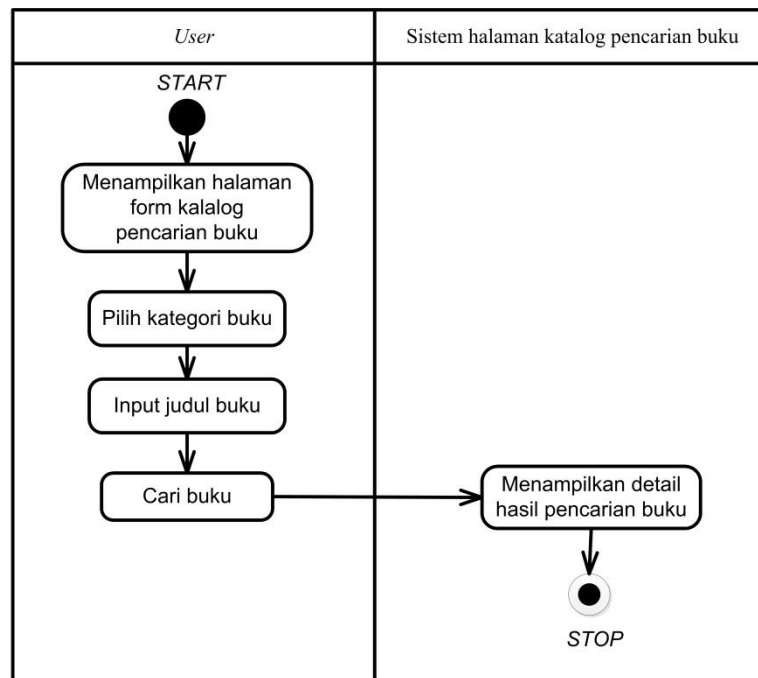 User
Sistem halaman katalog pencarian buku
START
Menampilkan halaman
form kalalog
pencarian buku
Pilih kategori buku
Input judul buku
Cari buku
Menampilkan detail
hasil pencarian buku
STOP